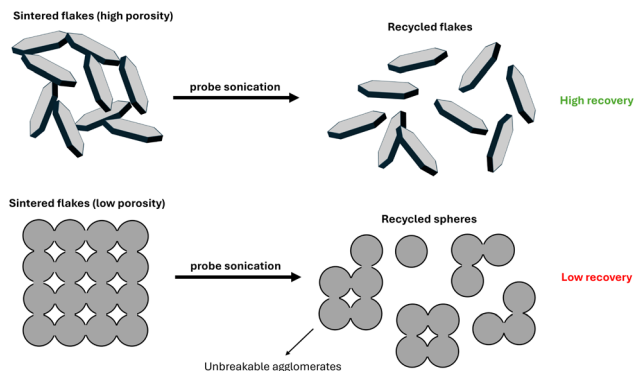 Sintered flakes (high porosity)
Recycled flakes
probe sonication
High recovery
Sintered flakes (low porosity)
Recycled spheres
probe sonication
Low recovery
Unbreakable agglomerates